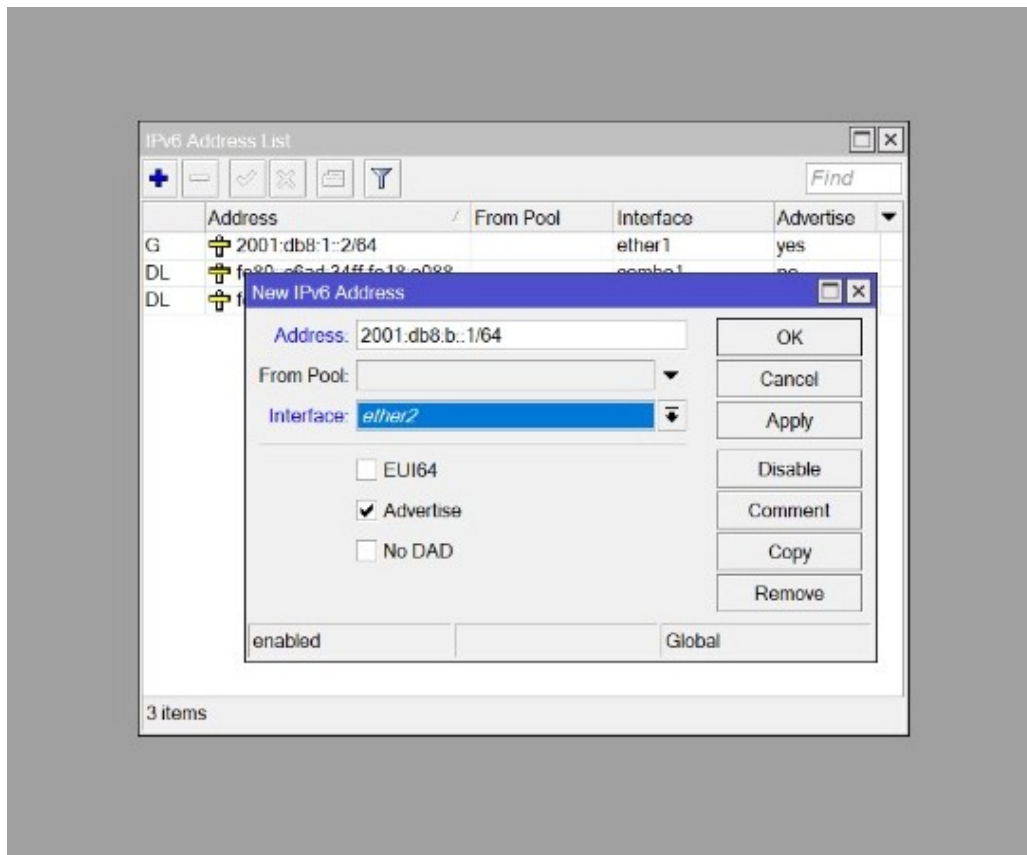 IPv6 Address List
Find
Address From Pool Interface Advertise
G 2001:db8:1::2/64 ether1 yes
DL
DL
New IPv6 Address
Address: 2001:db8:b::1/64
OK
From Pool:
Cancel
Interface: ether2
Apply
EUI64
Disable
Advertise
Comment
No DAD
Copy
Remove
enabled Global
3 items